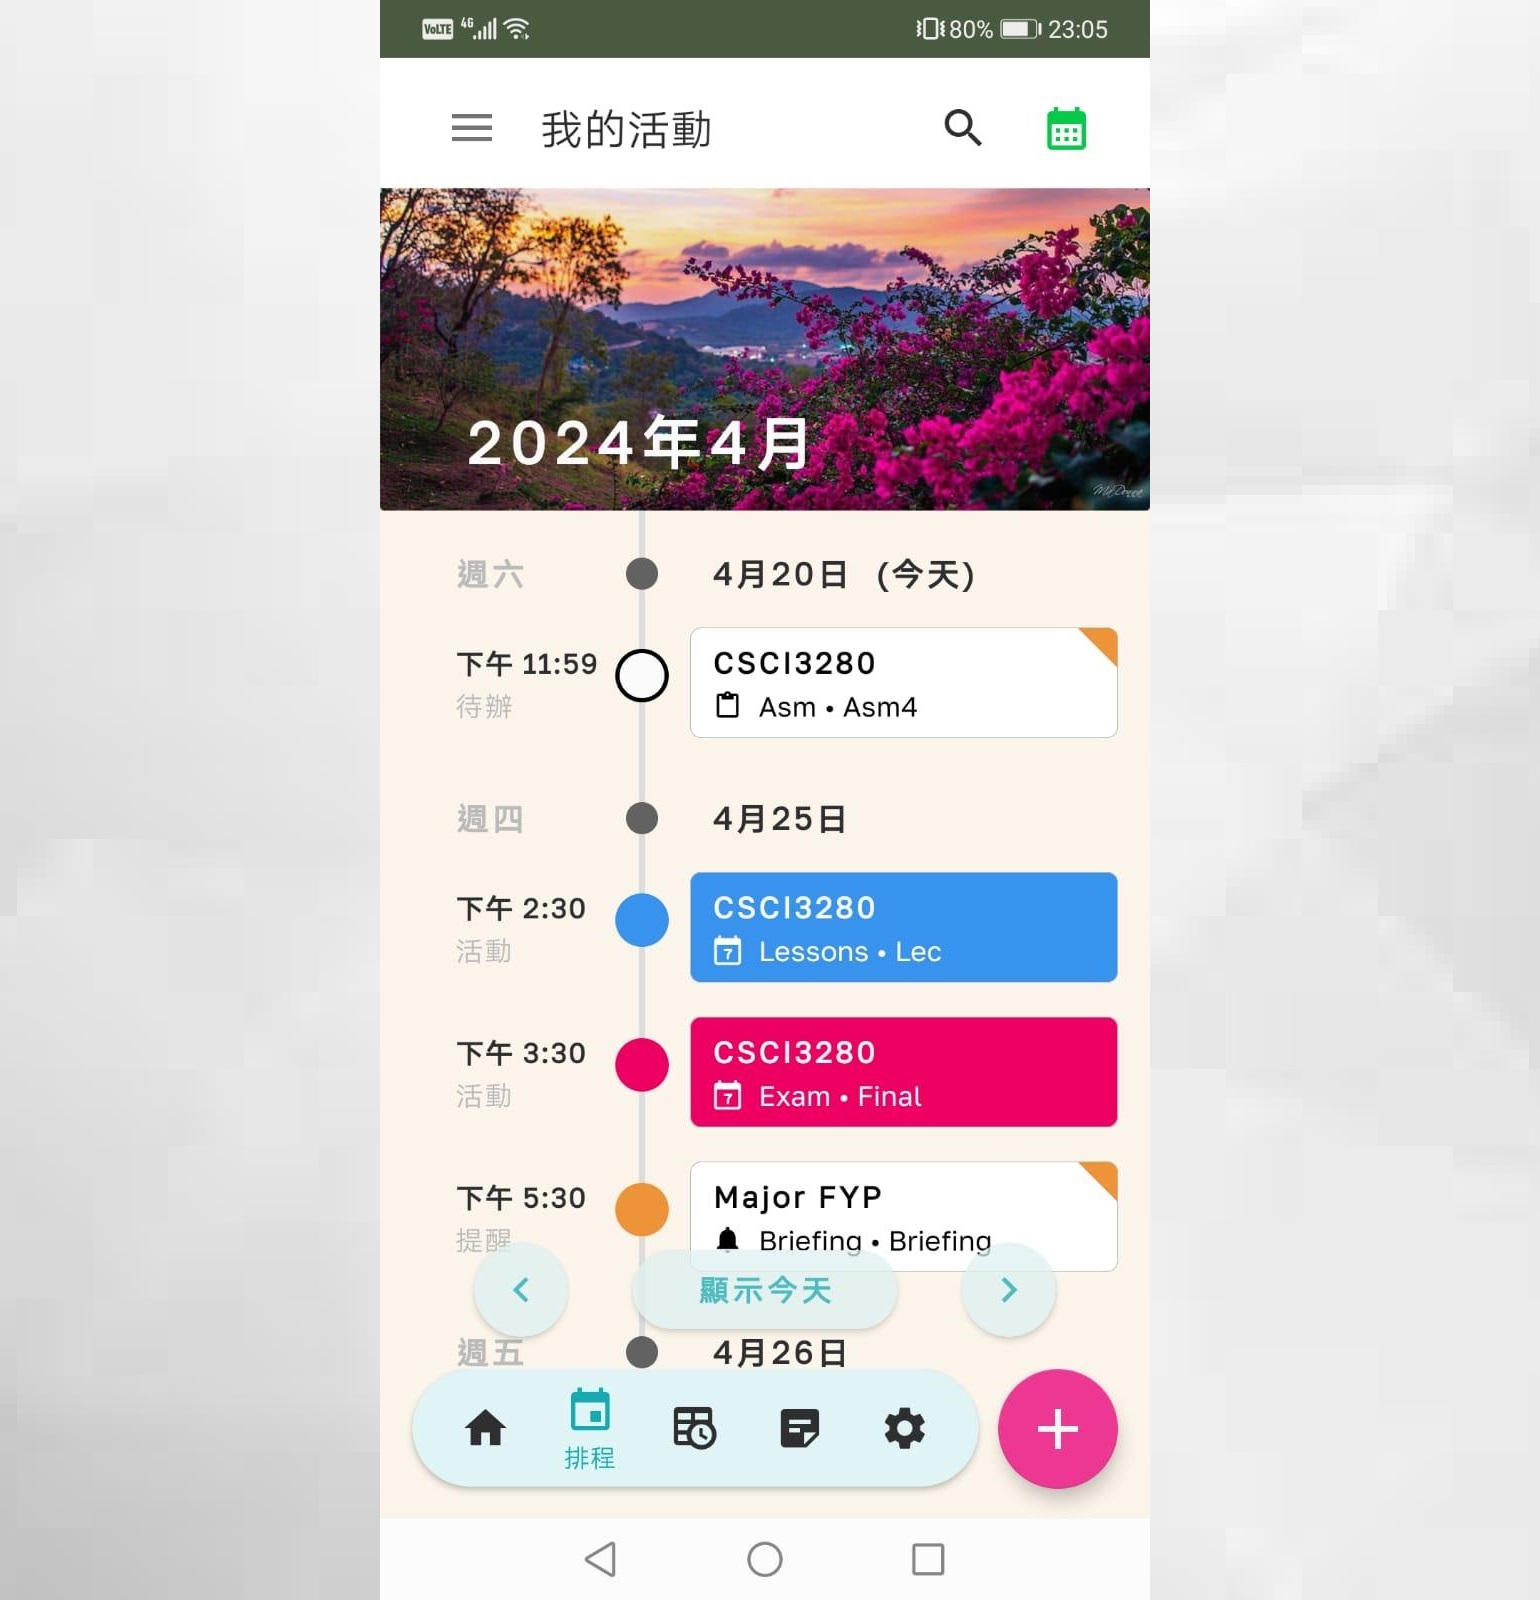 VoLTE 4G 80% 23:05
我的活動
2024年4月
週六 4月20日 (今天)
下午 11:59 CSCI3280
待辦 Asm • Asm4
週四 4月25日
下午 2:30 CSCI3280
活動 7 Lessons • Lec
下午 3:30 CSCI3280
活動 7 Exam • Final
下午 5:30 Major FYP
提醒 Briefing • Briefing
顯示今天
週五 4月26日
排程